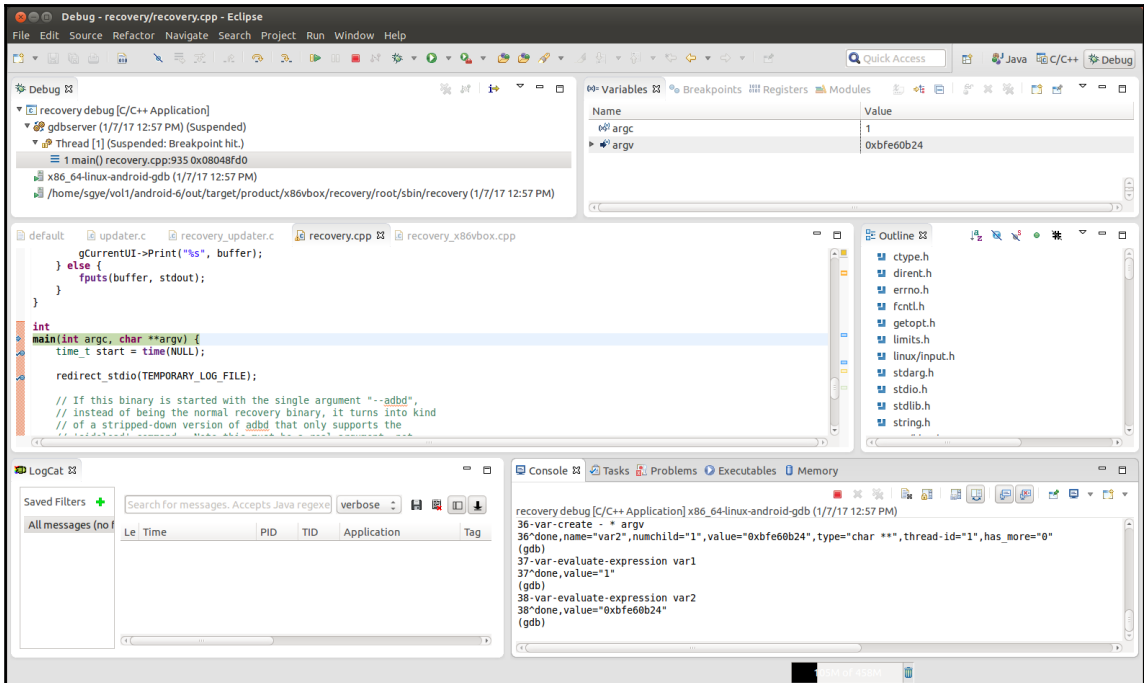 Debug - recovery/recovery.cpp - Eclipse
File Edit Source Refactor Navigate Search Project Run Window Help
Quick Access Java C/C++ Debug
Debug
recovery debug [C/C++ Application]
gdbserver (1/7/17 12:57 PM) (Suspended)
Thread [1] (Suspended: Breakpoint hit.)
1 main() recovery.cpp:935 0x08048fd0
x86_64-linux-android-gdb (1/7/17 12:57 PM)
/home/sgye/vol1/android-6/out/target/product/x86vbox/recovery/root/sbin/recovery (1/7/17 12:57 PM)
Variables Breakpoints Registers Modules
Name Value
argc 1
argv 0xbfe60b24
default updater.c recovery_updater.c recovery.cpp recovery_x86vbox.cpp
gCurrentUI->Print("%s", buffer);
} else {
fputs(buffer, stdout);
}
}
int
main(int argc, char **argv) {
time_t start = time(NULL);
redirect_stdio(TEMPORARY_LOG_FILE);
// If this binary is started with the single argument "--adbd",
// instead of being the normal recovery binary, it turns into kind
// of a stripped-down version of adbd that only supports the
Outline
ctype.h
dirent.h
errno.h
fcntl.h
getopt.h
limits.h
linux/input.h
stdarg.h
stdio.h
stdlib.h
string.h
LogCat
Saved Filters
All messages (no f
Search for messages. Accepts Java regexe verbose
Le Time PID TID Application Tag
Console Tasks Problems Executables Memory
recovery debug [C/C++ Application] x86_64-linux-android-gdb (1/7/17 12:57 PM)
36-var-create - * argv
36^done,name="var2",numchild="1",value="0xbfe60b24",type="char **",thread-id="1",has_more="0"
(gdb)
37-var-evaluate-expression var1
37^done,value="1"
(gdb)
38-var-evaluate-expression var2
38^done,value="0xbfe60b24"
(gdb)